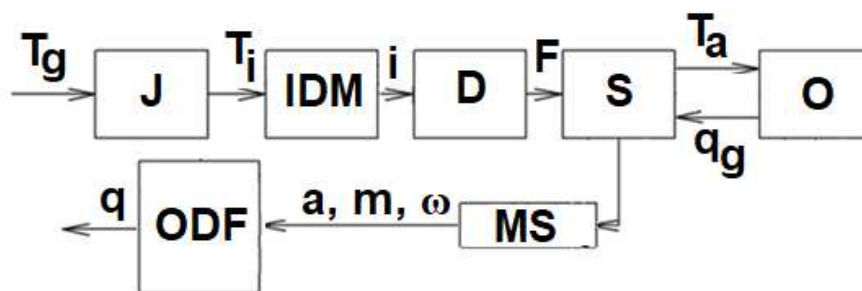 Tg J Ti IDM i D F S Ta O
qg
q ODF a, m, ω MS